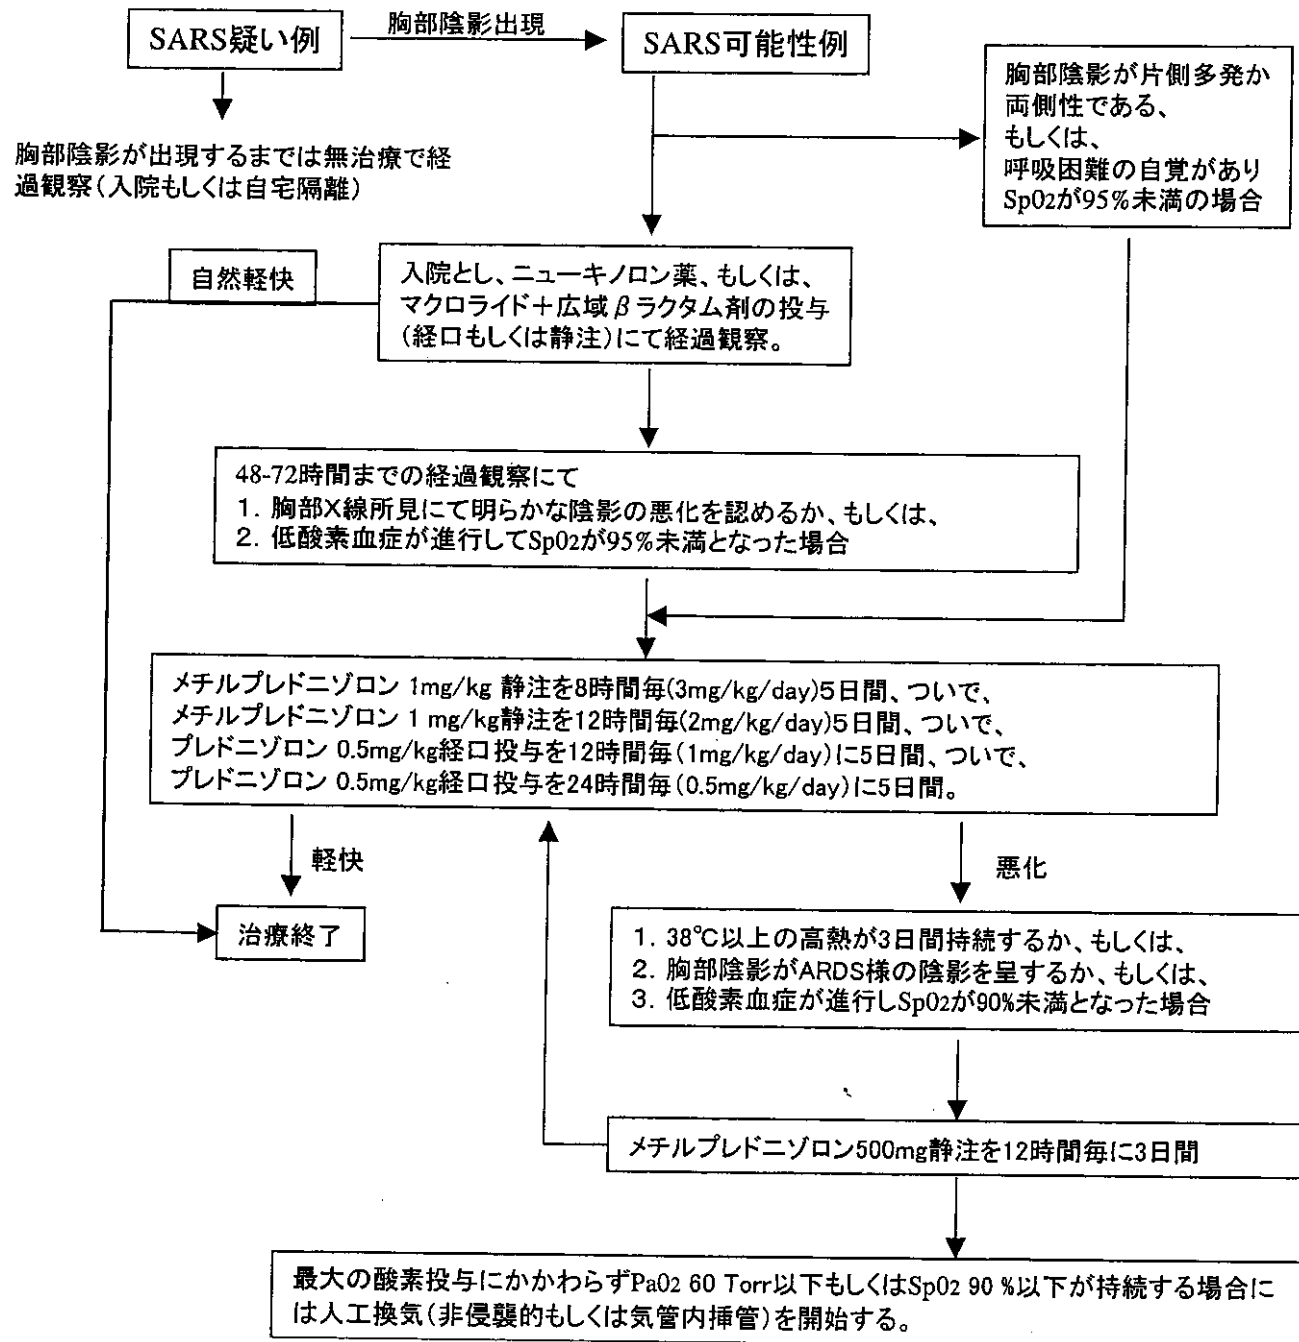 SARS疑い例
胸部陰影出現
SARS可能性例
胸部陰影が片側多発か
両側性である、
もしくは、
呼吸困難の自覚があり
SpO2が95%未満の場合
胸部陰影が出現するまでは無治療で経
過観察(入院もしくは自宅隔離)
自然軽快
入院とし、ニューキノロン薬、もしくは、
マクロライド+広域βラクタム剤の投与
(経口もしくは静注)にて経過観察。
48-72時間までの経過観察にて
1. 胸部X線所見にて明らかな陰影の悪化を認めるか、もしくは、
2. 低酸素血症が進行してSpO2が95%未満となった場合
メチルプレドニゾロン 1mg/kg 静注を8時間毎(3mg/kg/day)5日間、ついで、
メチルプレドニゾロン 1 mg/kg静注を12時間毎(2mg/kg/day)5日間、ついで、
プレドニゾロン 0.5mg/kg経口投与を12時間毎(1mg/kg/day)に5日間、ついで、
プレドニゾロン 0.5mg/kg経口投与を24時間毎(0.5mg/kg/day)に5日間。
軽快
悪化
治療終了
1. 38℃以上の高熱が3日間持続するか、もしくは、
2. 胸部陰影がARDS様の陰影を呈するか、もしくは、
3. 低酸素血症が進行しSpO2が90%未満となった場合
メチルプレドニゾロン500mg静注を12時間毎に3日間
最大の酸素投与にかかわらずPaO2 60 Torr以下もしくはSpO2 90 %以下が持続する場合に
は人工換気(非侵襲的もしくは気管内挿管)を開始する。